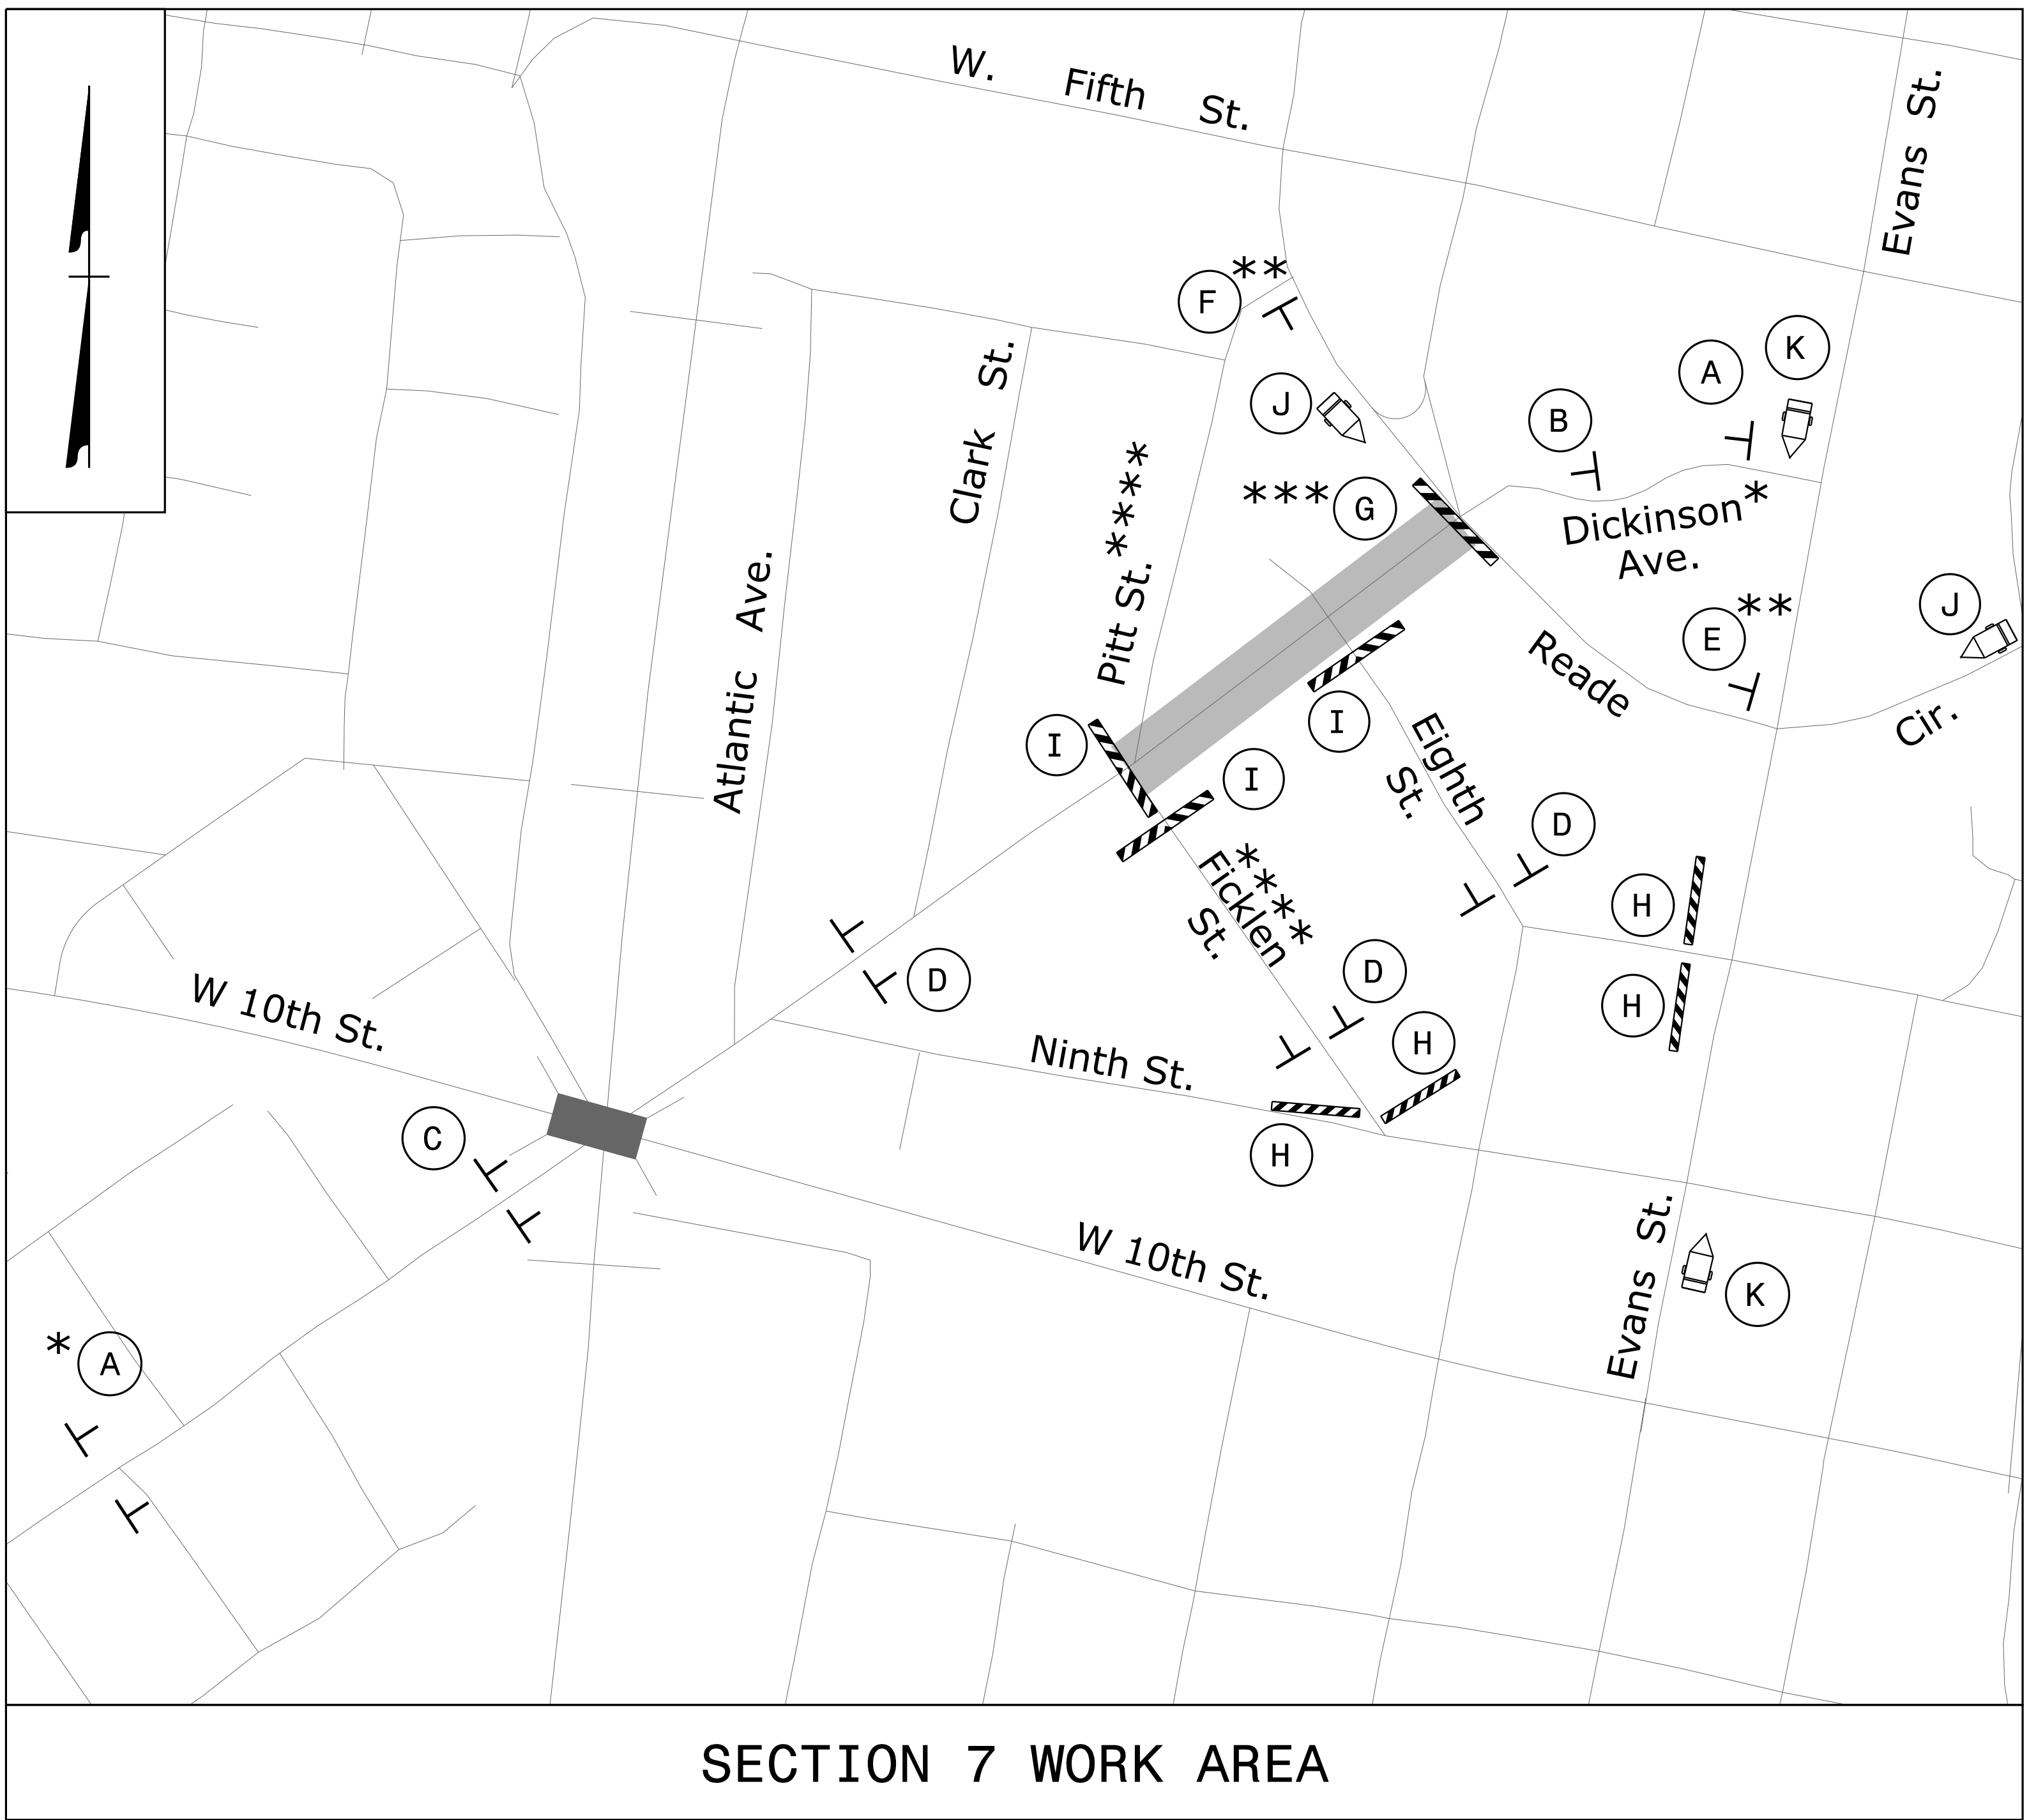 W. Fifth St.
Evans St.
F **
K
A
J
B
Clark St.
Pitt St. ****
*** G
Dickinson *
Ave.
Atlantic Ave.
E **
J
Reade Cir.
I
I
I
Eighth
St.
D
****
Ficklen
St.
H
D
D
H
W 10th St.
Ninth St.
H
C
H
W 10th St.
Evans St.
K
* A
SECTION 7 WORK AREA